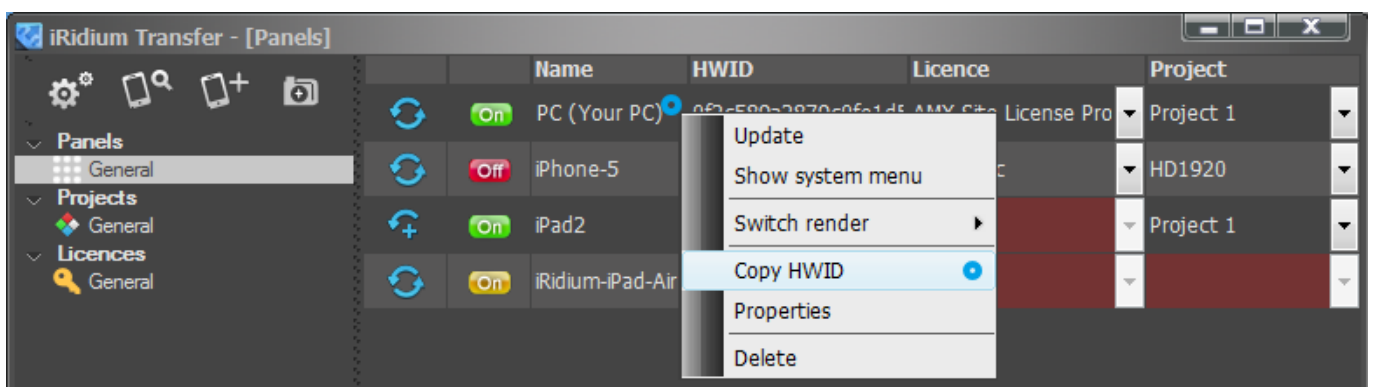 iRidium Transfer - [Panels]
Name HWID Licence Project
On PC (Your PC) AMX Site License Pro Project 1
Panels
General
Off iPhone-5 HD1920
Projects
General
On iPad2 Project 1
Licences
General
On iRidium-iPad-Air
Update
Show system menu
Switch render
Copy HWID
Properties
Delete